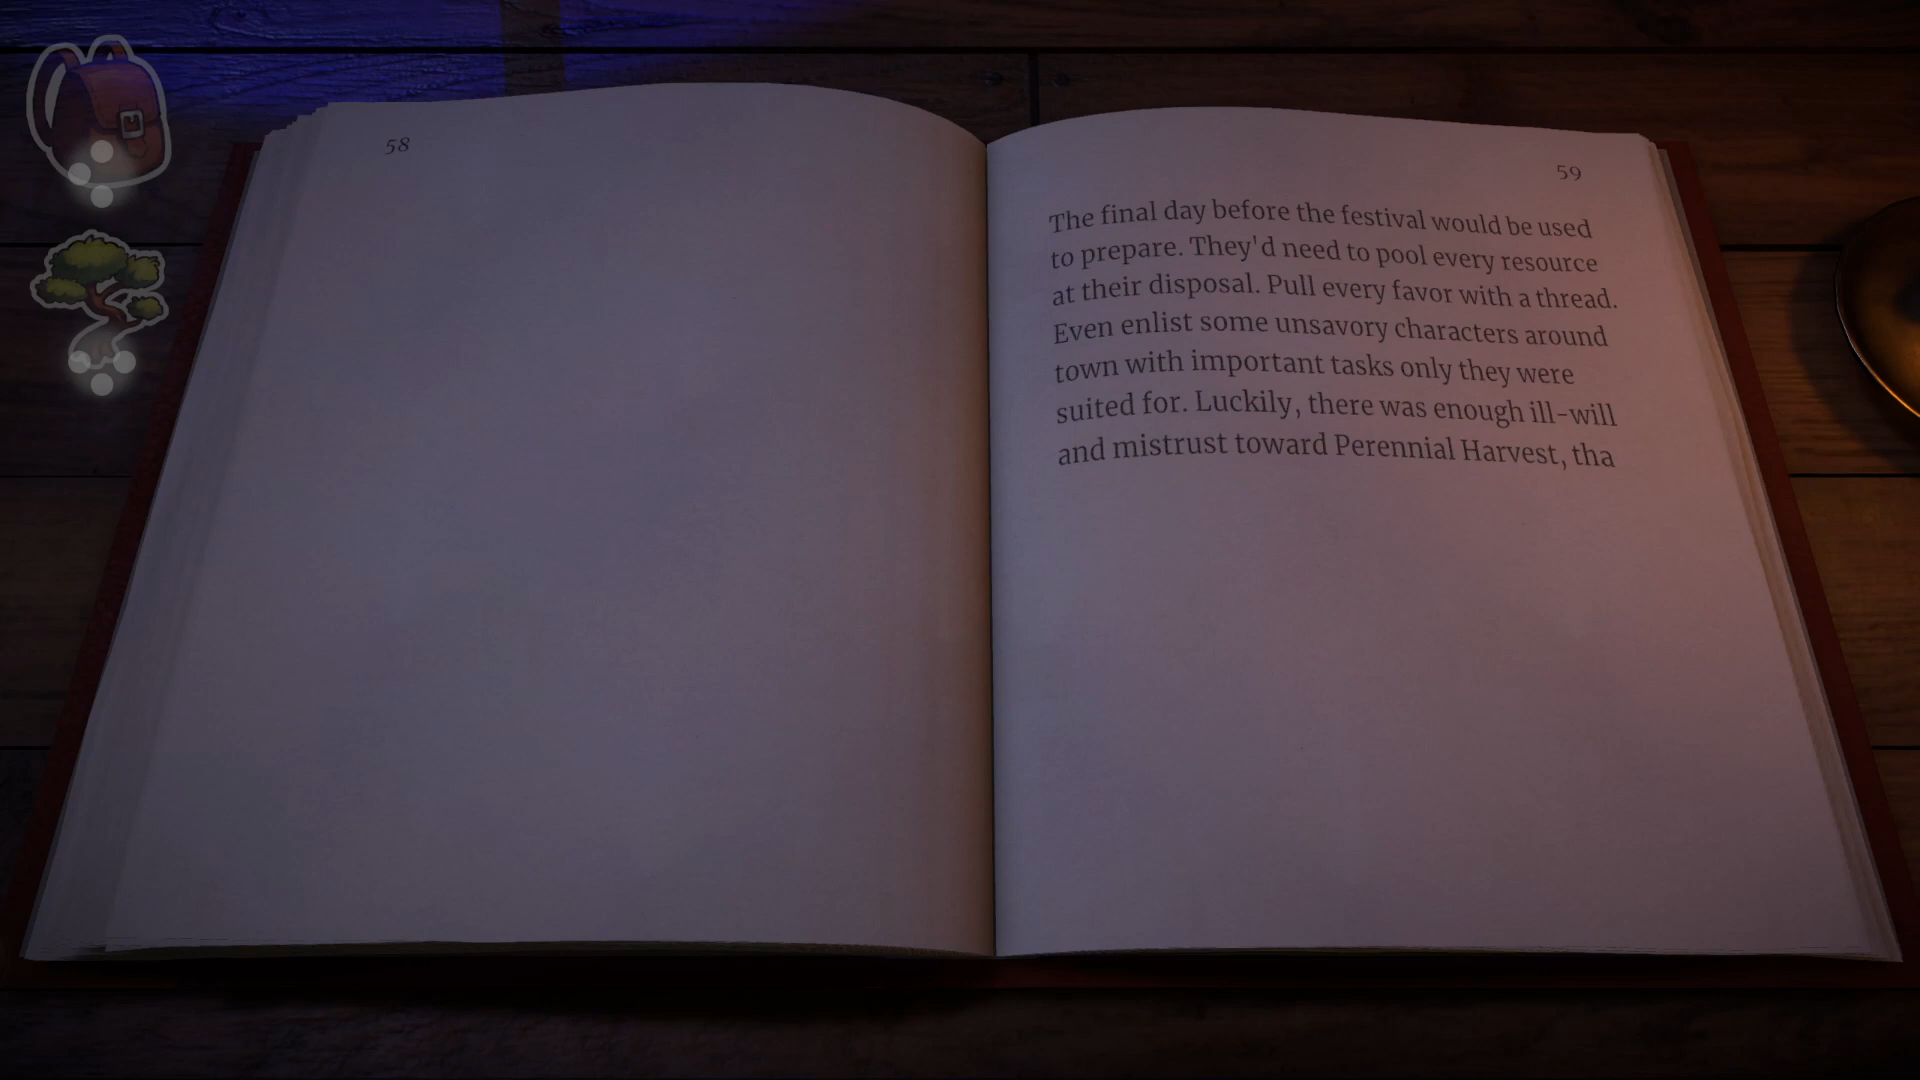 58
59
The final day before the festival would be used
to prepare. They'd need to pool every resource
at their disposal. Pull every favor with a thread.
Even enlist some unsavory characters around
town with important tasks only they were
suited for. Luckily, there was enough ill-will
and mistrust toward Perennial Harvest, tha